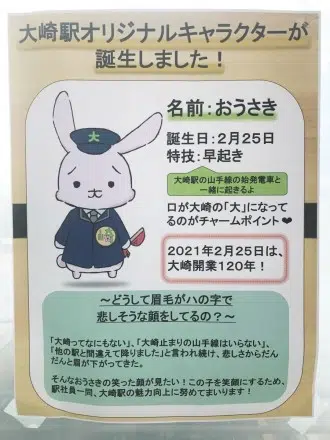 大崎駅オリジナルキャラクターが
誕生しました！
大
名前：おうさき
誕生日：2月25日
特技：早起き
大崎駅の山手線の始発電車と
一緒に起きるよ
口が大崎の「大」になって
るのがチャームポイント❤
2021年2月25日は、
大崎開業120年！
～どうして眉毛がハの字で
悲しそうな顔をしてるの？～
「大崎ってなにもない」、「大崎止まりの山手線はいらない」、
「他の駅と間違えて降りました」と言われ続け、悲しさからだん
だんと眉が下がってきた。
そんなおうさきの笑った顔が見たい！この子を笑顔にするため、
駅社員一同、大崎駅の魅力向上に努めてまいります！